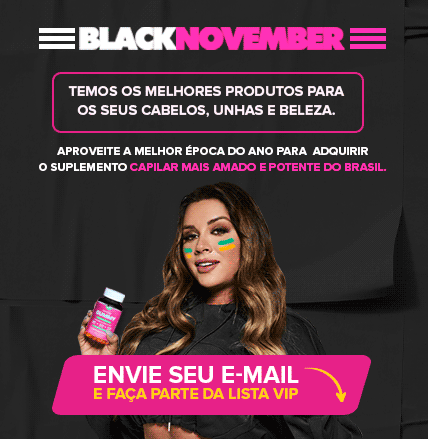 BLACKNOVEMBER
TEMOS OS MELHORES PRODUTOS PARA
OS SEUS CABELOS, UNHAS E BELEZA.
APROVEITE A MELHOR ÉPOCA DO ANO PARA ADQUIRIR
O SUPLEMENTO CAPILAR MAIS AMADO E POTENTE DO BRASIL.
GUMMY
ENVIE SEU E-MAIL
E FAÇA PARTE DA LISTA VIP